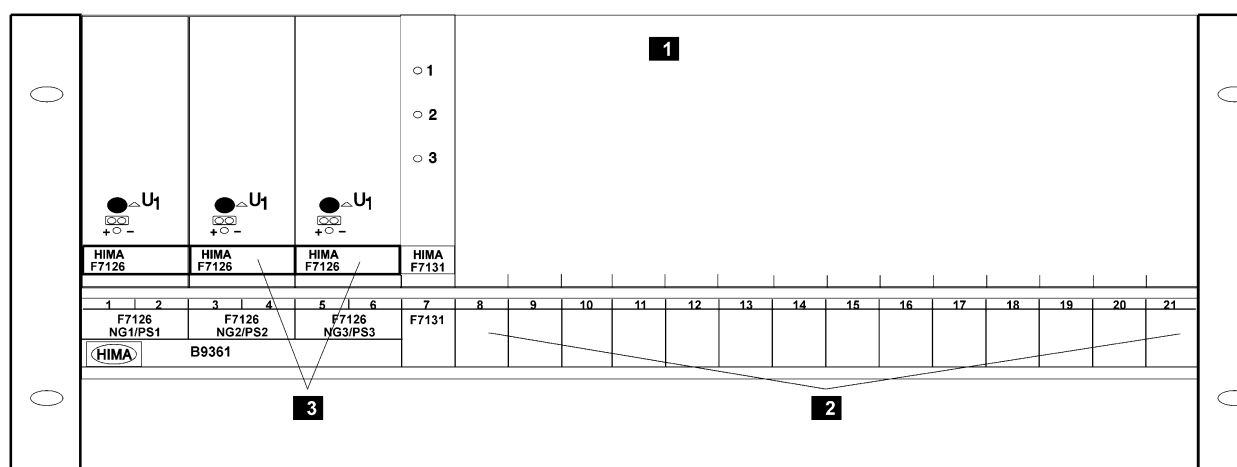 1
1
2
3
U1 U1 U1
+ − + − + −
HIMA HIMA HIMA HIMA
F7126 F7126 F7126 F7131
1 2 3 4 5 6 7 8 9 10 11 12 13 14 15 16 17 18 19 20 21
F7126 F7126 F7126 F7131
NG1/PS1 NG2/PS2 NG3/PS3
HIMA B9361
3 2